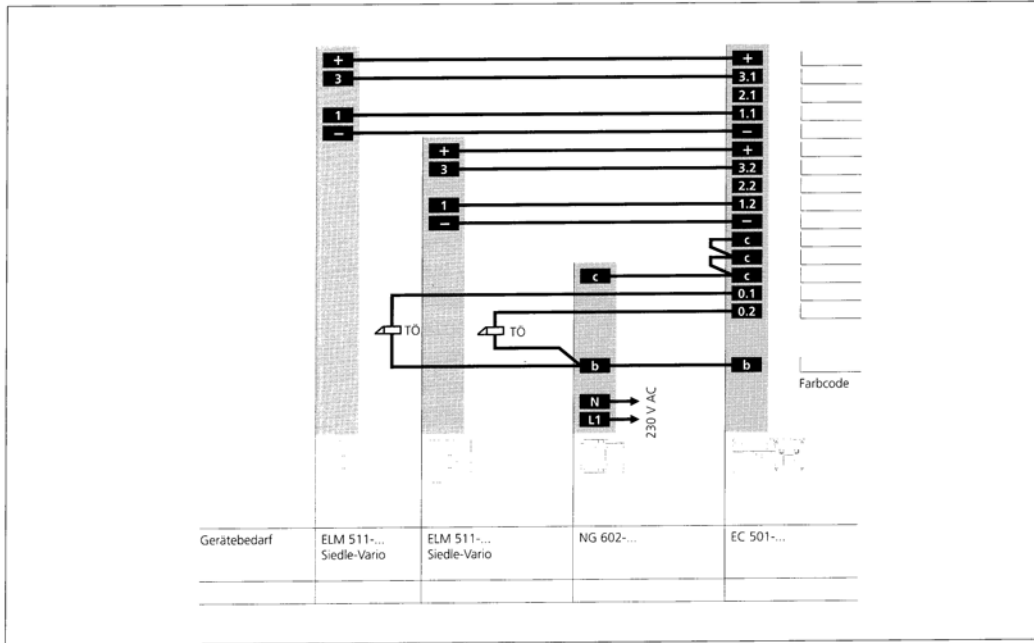 + +
3 3.1
2.1
1 1.1
– –
+ +
3 3.2
2.2
1 1.2
– –
c
c
c c
0.1
0.2
TÖ TÖ
b b
Farbcode
N
L1
230 V AC
Gerätebedarf ELM 511-... ELM 511-... NG 602-... EC 501-...
Siedle-Vario Siedle-Vario